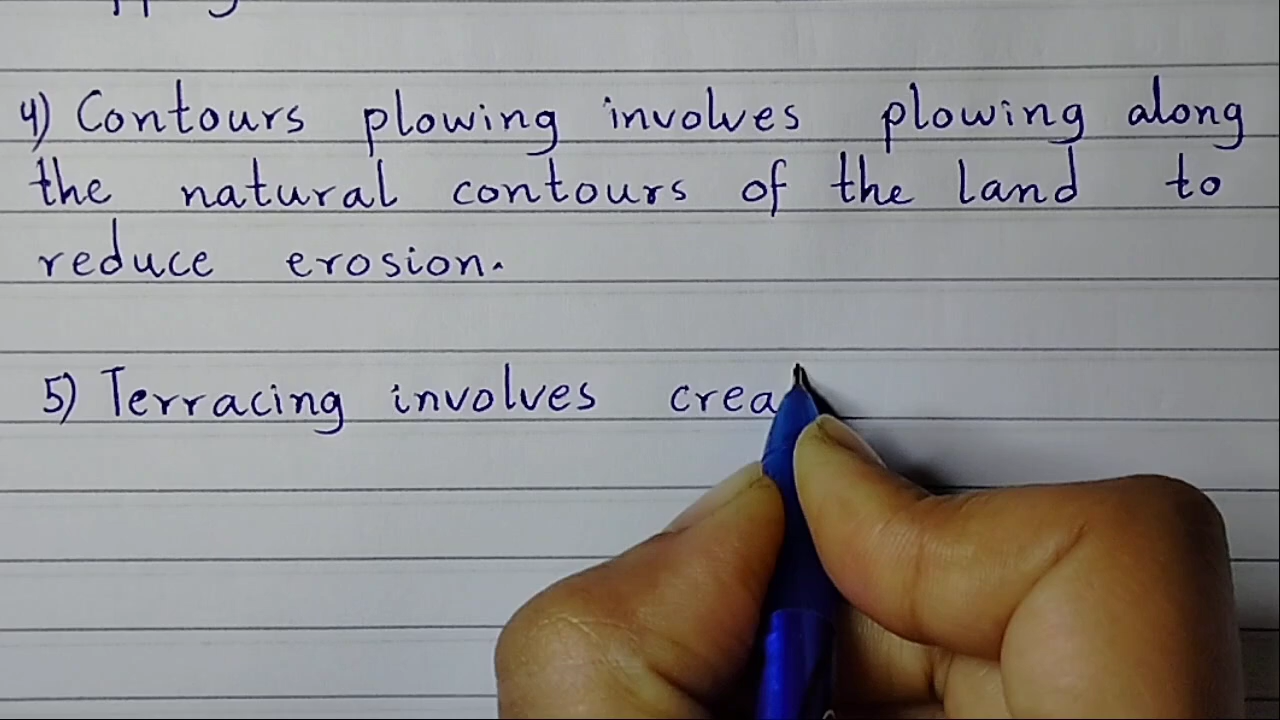 4) Contours plowing involves plowing along
the natural contours of the land to
reduce erosion.
5) Terracing involves crea